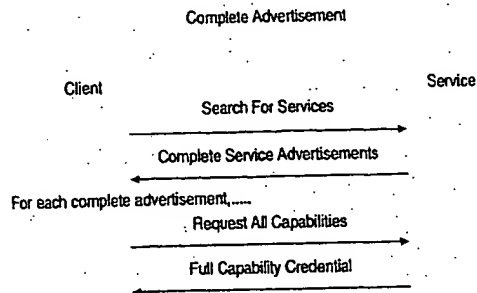 Complete Advertisement
Client
Service
Search For Services
Complete Service Advertisements
For each complete advertisement,.....
Request All Capabilities
Full Capability Credential